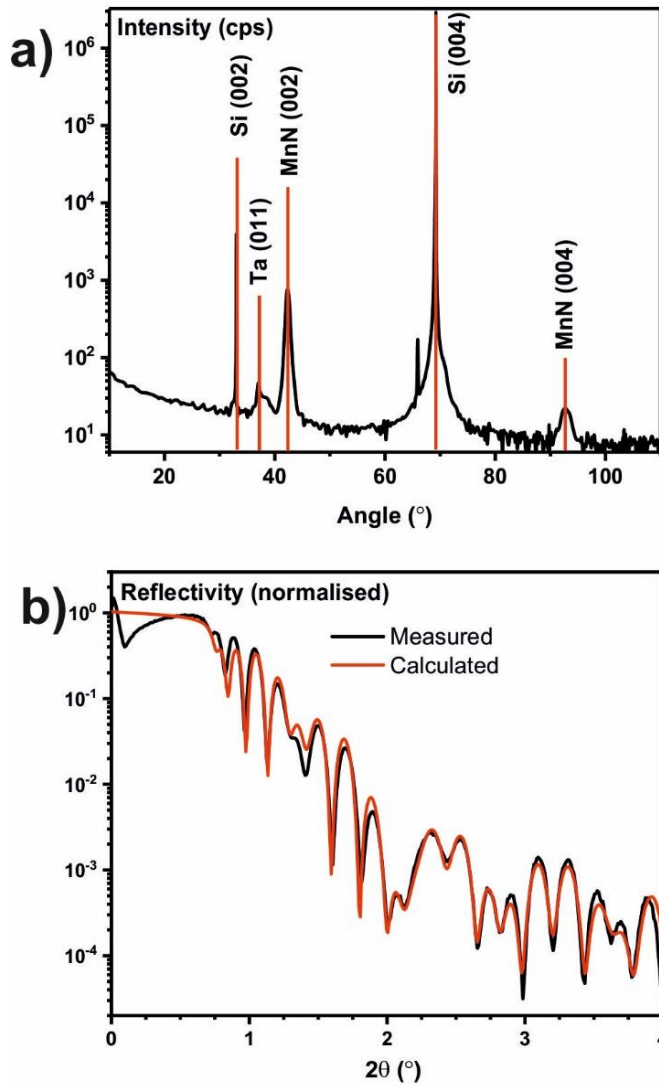 a)
Intensity (cps)
Si (002)
Ta (011)
MnN (002)
Si (004)
MnN (004)
10⁶
10⁵
10⁴
10³
10²
10¹
20 40 60 80 100
Angle (°)
b)
Reflectivity (normalised)
Measured
Calculated
10⁰
10⁻¹
10⁻²
10⁻³
10⁻⁴
0 1 2 3 4
2θ (°)